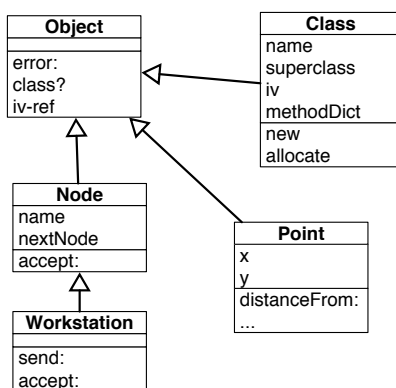 Object
error:
class?
iv-ref
Class
name
superclass
iv
methodDict
new
allocate
Node
name
nextNode
accept:
Point
x
y
distanceFrom:
...
Workstation
send:
accept: